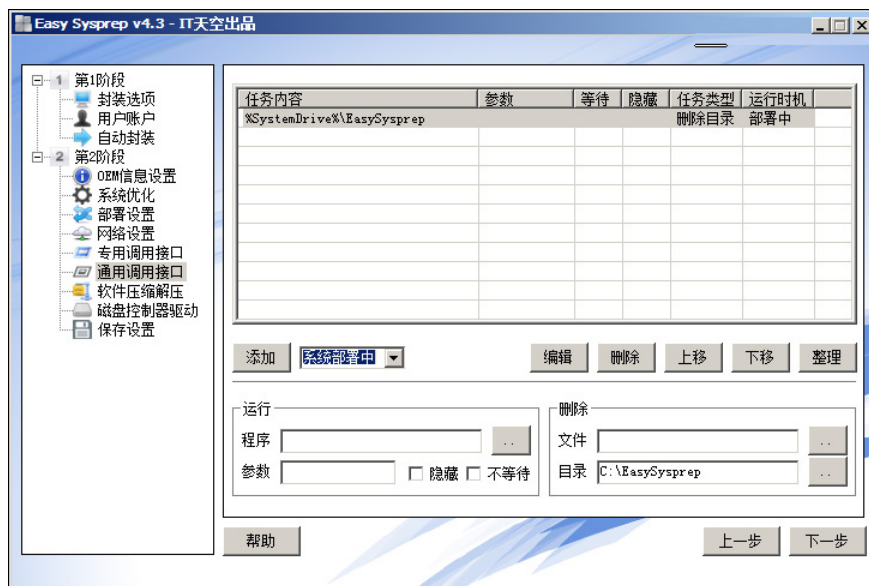 Easy Sysprep v4.3 - IT天空出品
1 第1阶段
封装选项
用户账户
自动封装
2 第2阶段
OEM信息设置
系统优化
部署设置
网络设置
专用调用接口
通用调用接口
软件压缩解压
磁盘控制器驱动
保存设置
任务内容 参数 等待 隐藏 任务类型 运行时机
%SystemDrive%\EasySysprep 删除目录 部署中
添加 系统部署中 编辑 删除 上移 下移 整理
运行
程序 ..
参数 隐藏 不等待
删除
文件 ..
目录 C:\EasySysprep ..
帮助 上一步 下一步